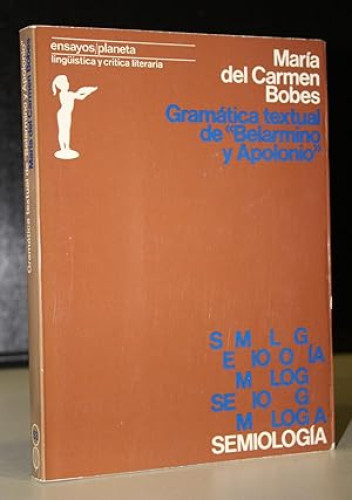 ensayos/planeta
lingüística y crítica literaria
María
del Carmen
Bobes
Gramática textual
de «Belarmino
y Apolonio»
S M L G
E IO O ÍA
M LOG
SE IO G
M LOG A
SEMIOLOGÍA
Gramática textual de "Belarmino y Apolonio"
María del Carmen Bobes